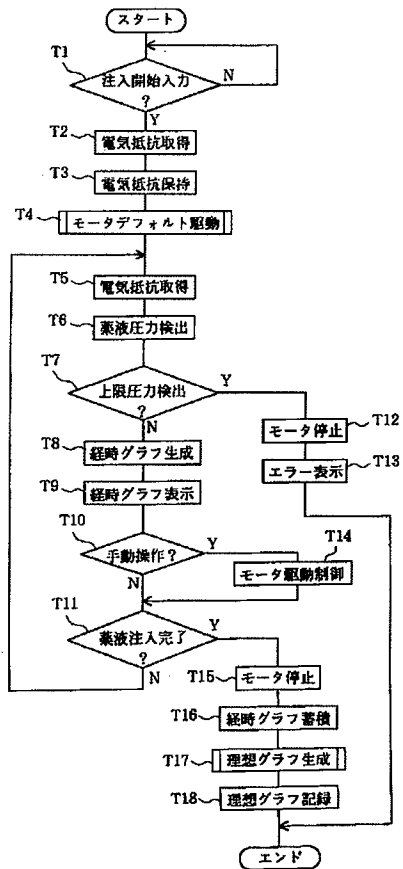 スタート
T1
注入開始入力
?
N
Y
T2
電気抵抗取得
T3
電気抵抗保持
T4
モータデフォルト駆動
T5
電気抵抗取得
T6
薬液圧力検出
T7
上限圧力検出
?
Y
N
T8
経時グラフ生成
T9
経時グラフ表示
T10
手動操作?
Y
N
T11
薬液注入完了
?
Y
N
T12
モータ停止
T13
エラー表示
T14
モータ駆動制御
T15
モータ停止
T16
経時グラフ蓄積
T17
理想グラフ生成
T18
理想グラフ記録
エンド